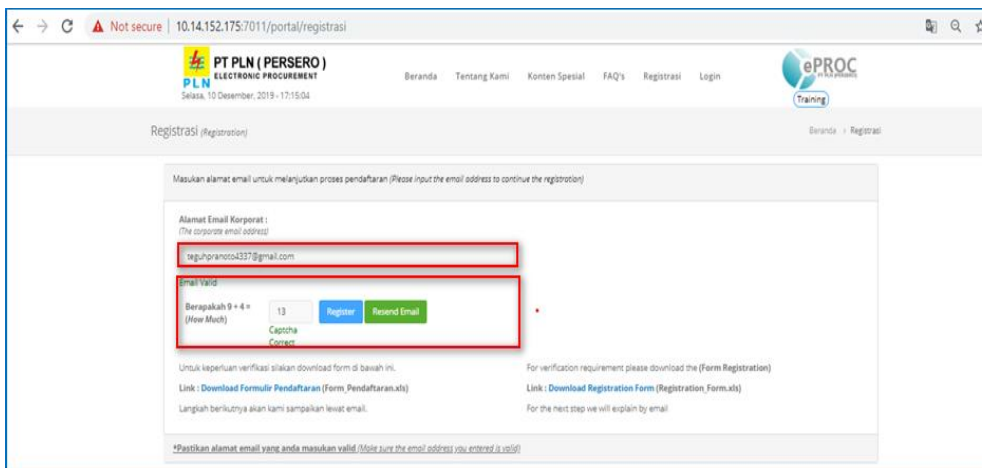 Not secure | 10.14.152.175:7011/portal/registrasi
PT PLN ( PERSERO )
ELECTRONIC PROCUREMENT
PLN
Selasa, 10 Desember, 2019 - 17:15:04
Beranda Tentang Kami Konten Spesial FAQ's Registrasi Login
ePROC
PT PLN (PERSERO)
Training
Registrasi (Registration)
Beranda > Registrasi
Masukan alamat email untuk melanjutkan proses pendaftaran (Please input the email address to continue the registration)
Alamat Email Korporat :
(The corporate email address)
teguhpranoto4337@gmail.com
Email Valid
Berapakah 9 + 4 = 13 Register Resend Email *
(How Much)
Captcha
Correct
Untuk keperluan verifikasi silakan download form di bawah ini. For verification requirement please download the (Form Registration)
Link : Download Formulir Pendaftaran (Form_Pendaftaran.xls) Link : Download Registration Form (Registration_Form.xls)
Langkah berikutnya akan kami sampaikan lewat email. For the next step we will explain by email
*Pastikan alamat email yang anda masukan valid (Make sure the email address you entered is valid)